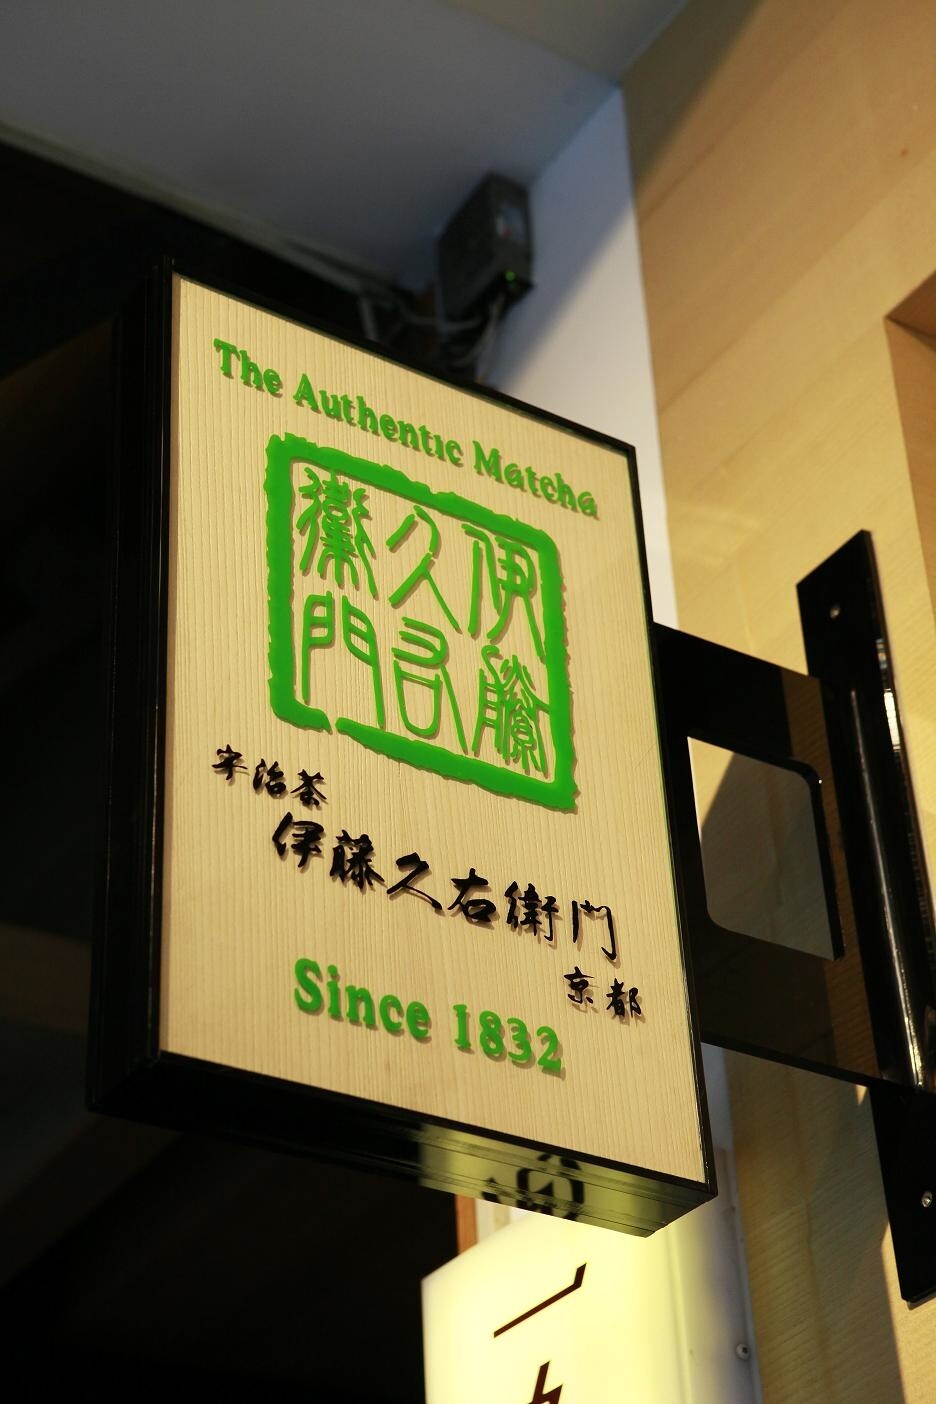 The Authentic Matcha
伊藤久右衛門
宇治茶
伊藤久右衛門
京都
Since 1832
一